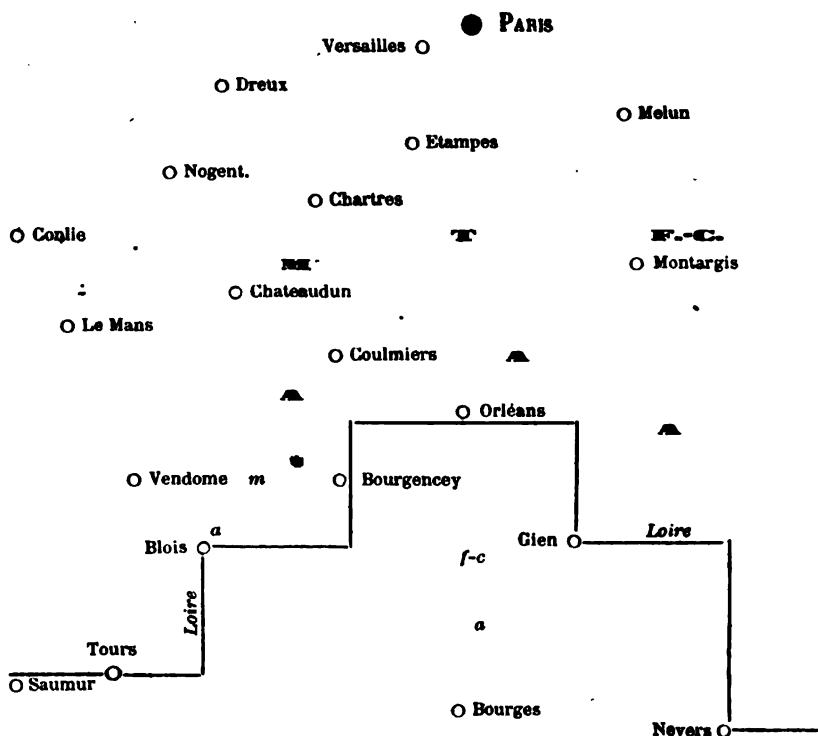 PARIS
Versailles
Dreux
Melun
Etampes
Nogent.
Chartres
Conlie
T
F.-C.
M
Montargis
Chateaudun
Le Mans
Coulmiers
A
A
Orléans
A
Vendome
m
Bourgencey
a
Blois
Gien
Loire
f-c
Loire
a
Tours
Saumur
Bourges
Nevers